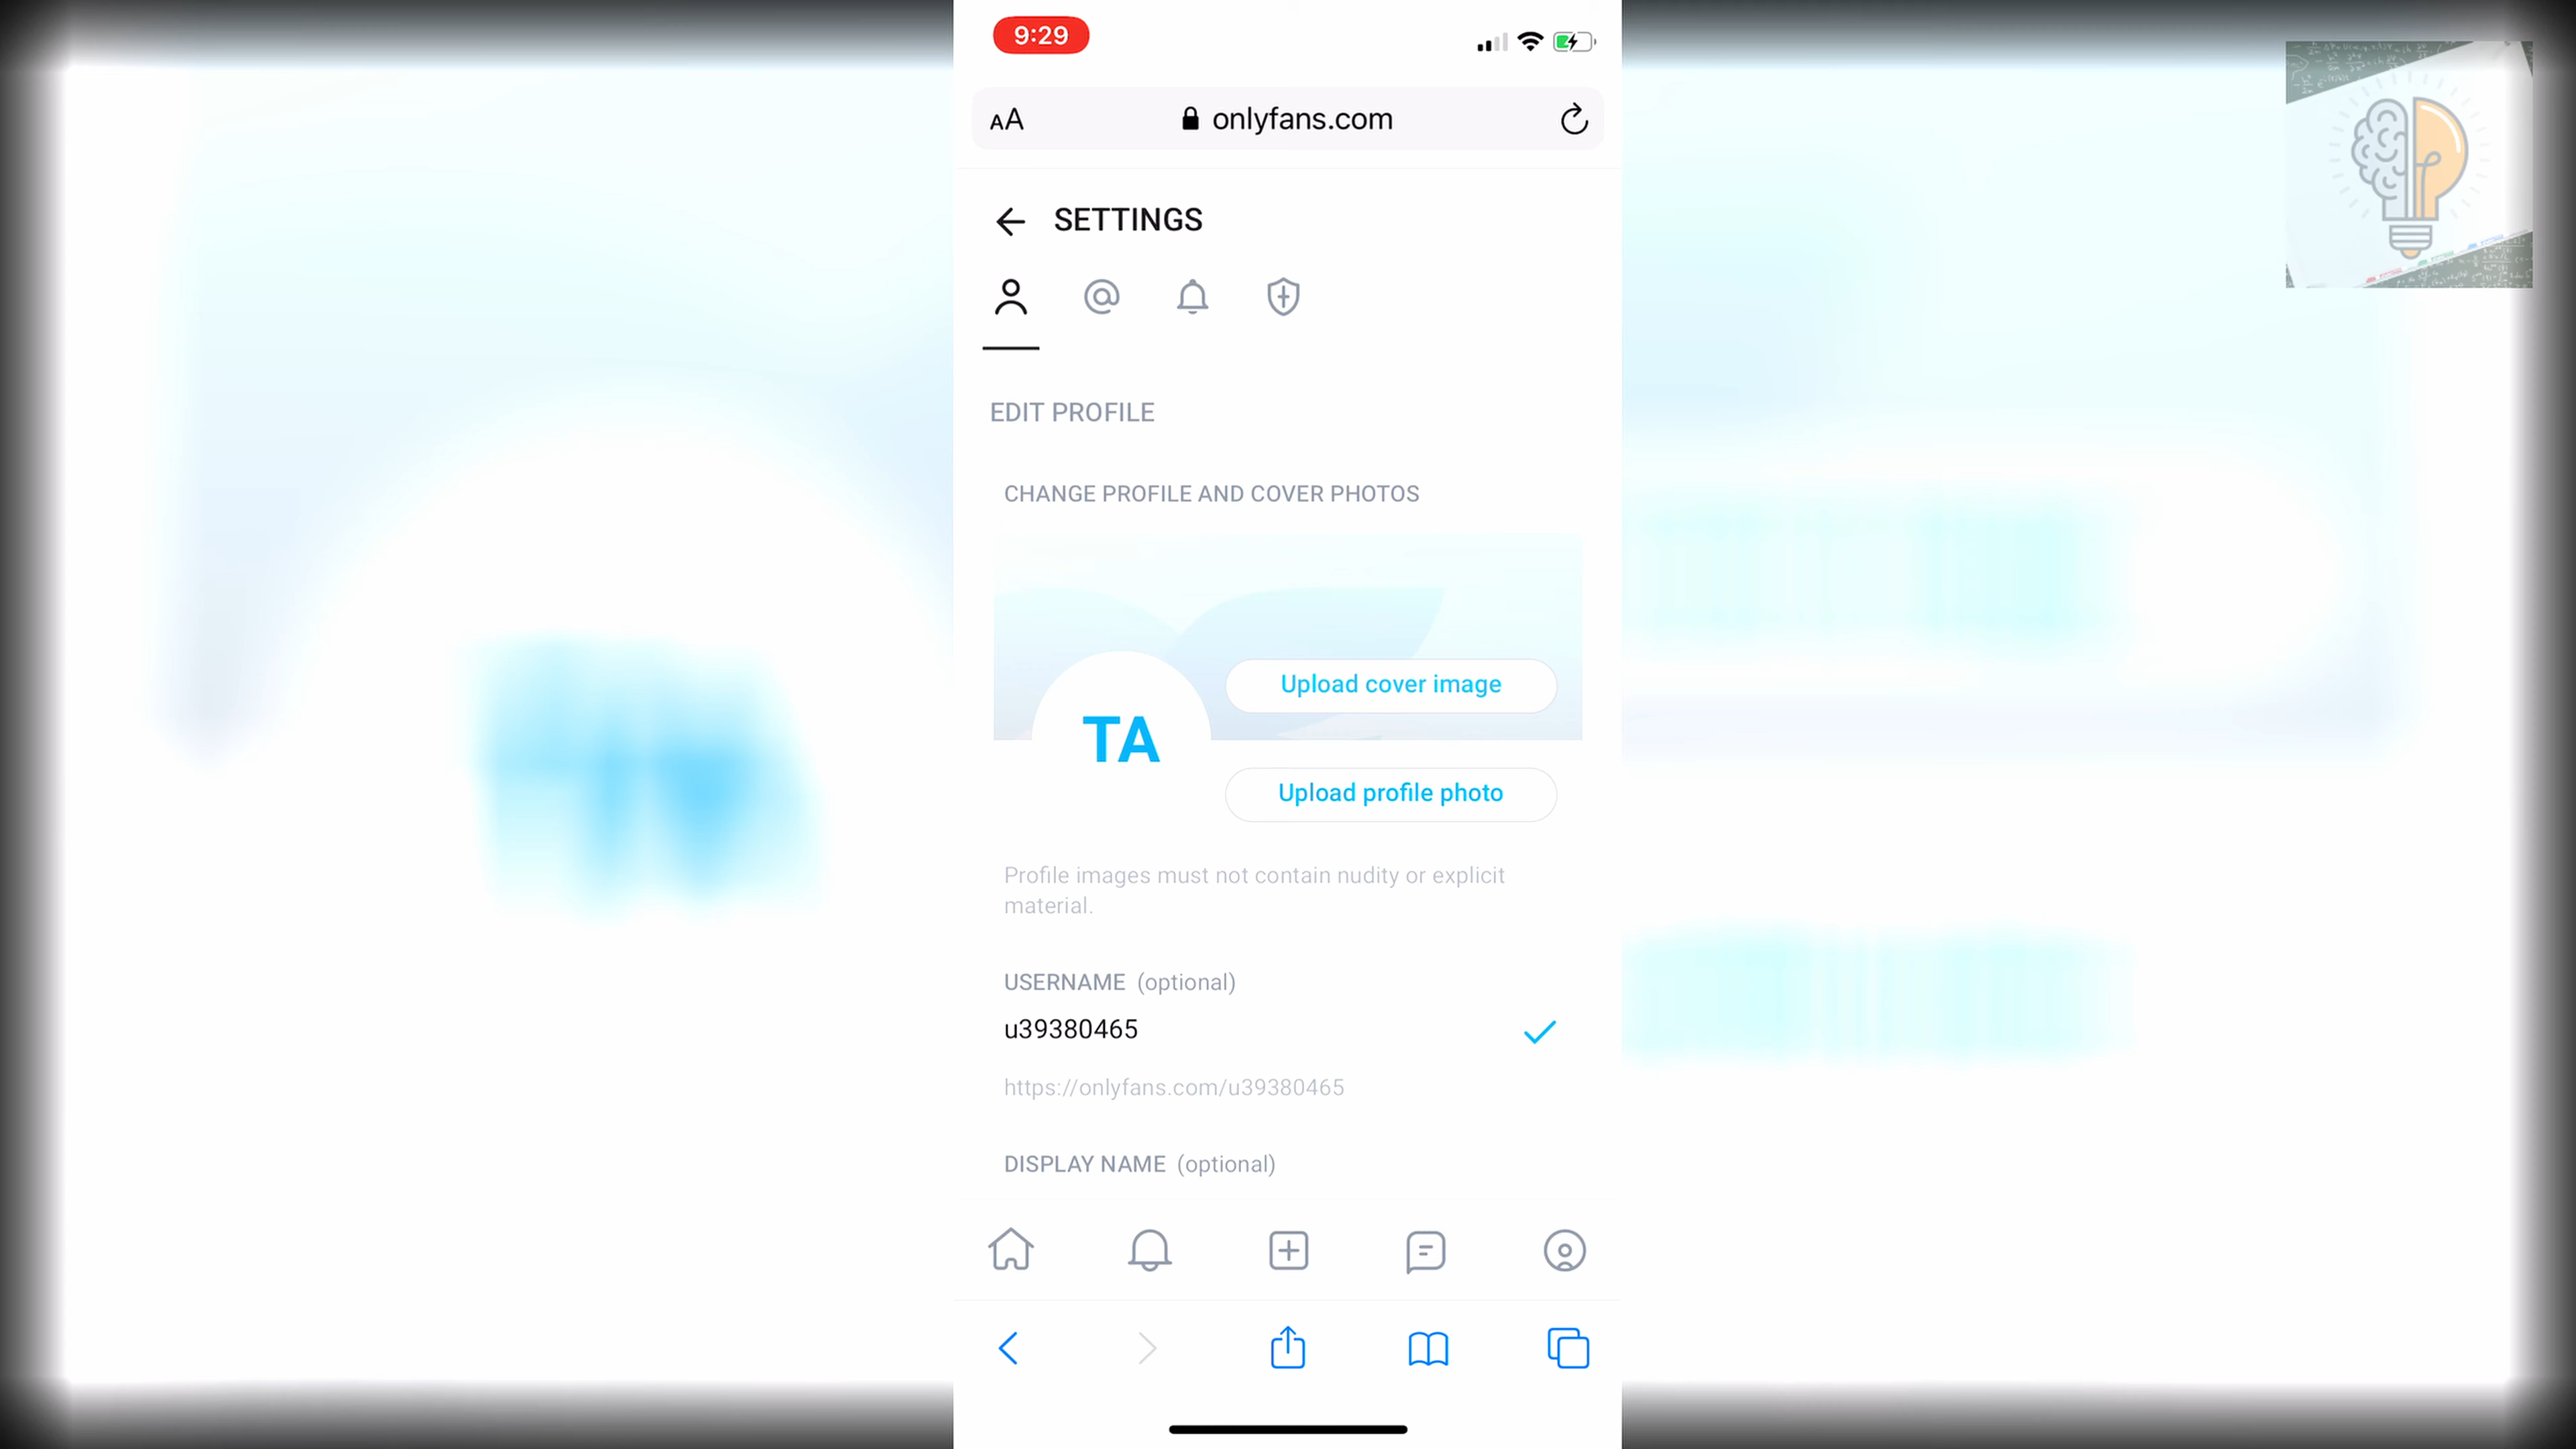 9:29
AA onlyfans.com
SETTINGS
EDIT PROFILE
CHANGE PROFILE AND COVER PHOTOS
Upload cover image
TA
Upload profile photo
Profile images must not contain nudity or explicit
material.
USERNAME (optional)
u39380465
https://onlyfans.com/u39380465
DISPLAY NAME (optional)